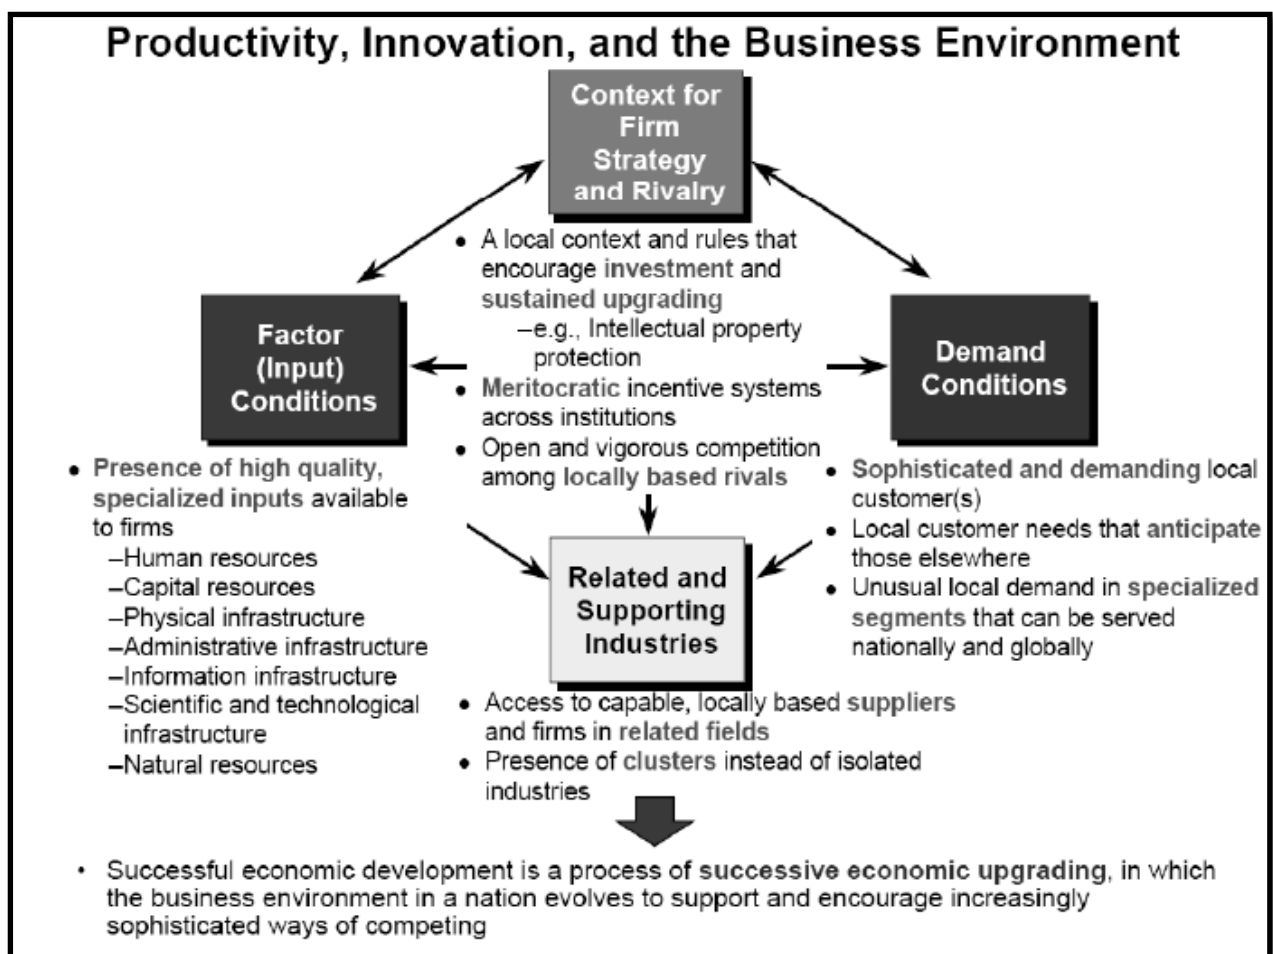 Productivity, Innovation, and the Business Environment
Context for
Firm
Strategy
and Rivalry
• A local context and rules that
encourage investment and
sustained upgrading
–e.g., Intellectual property
protection
• Meritocratic incentive systems
across institutions
• Open and vigorous competition
among locally based rivals
Factor
(Input)
Conditions
• Presence of high quality,
specialized inputs available
to firms
–Human resources
–Capital resources
–Physical infrastructure
–Administrative infrastructure
–Information infrastructure
–Scientific and technological
infrastructure
–Natural resources
Demand
Conditions
• Sophisticated and demanding local
customer(s)
• Local customer needs that anticipate
those elsewhere
• Unusual local demand in specialized
segments that can be served
nationally and globally
Related and
Supporting
Industries
• Access to capable, locally based suppliers
and firms in related fields
• Presence of clusters instead of isolated
industries
• Successful economic development is a process of successive economic upgrading, in which
the business environment in a nation evolves to support and encourage increasingly
sophisticated ways of competing